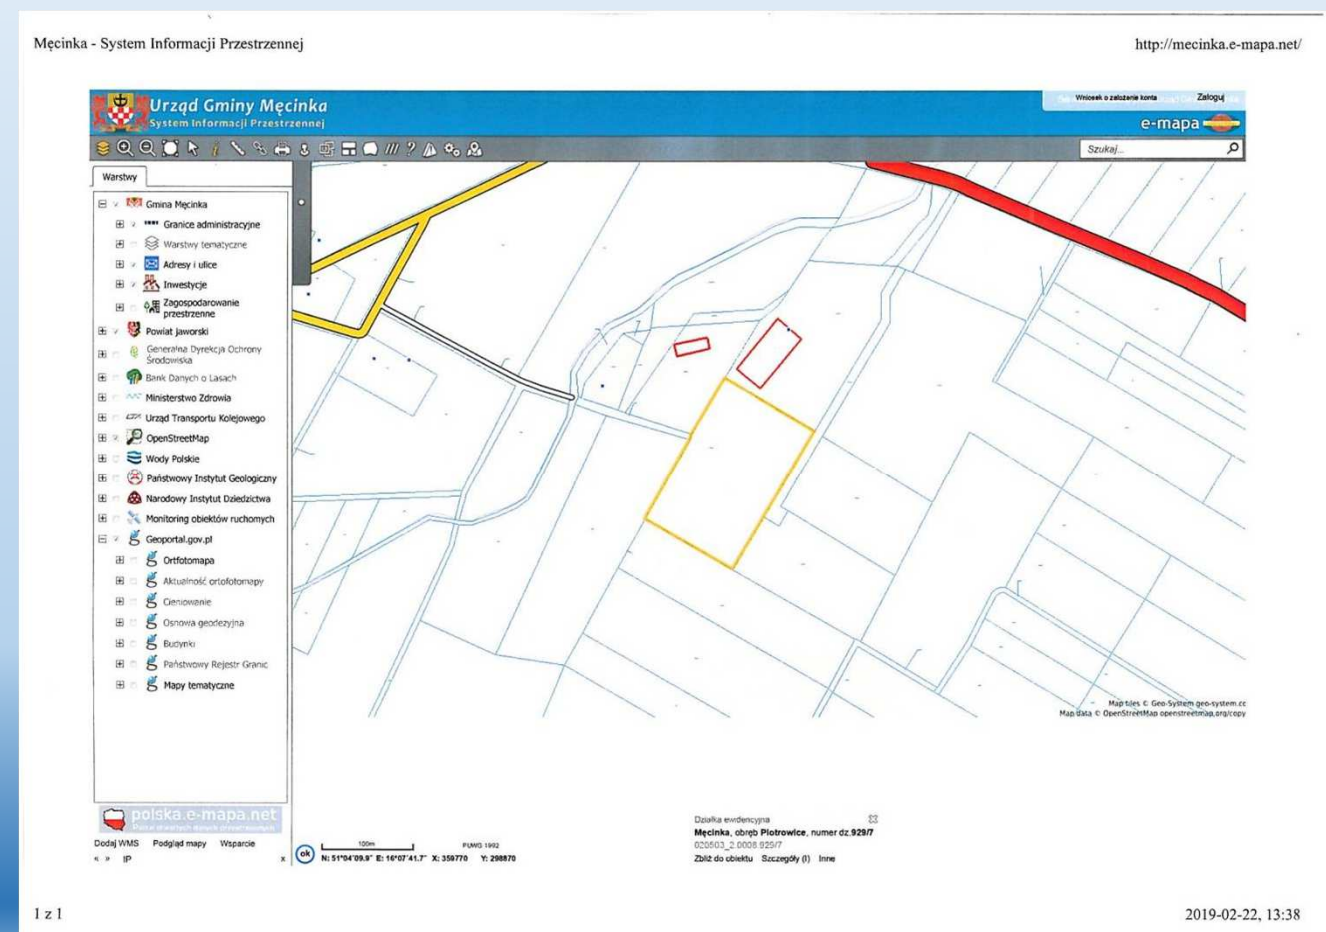 Męcinka - System Informacji Przestrzennej
http://mecinka.e-mapa.net/
Urząd Gminy Męcinka
System Informacji Przestrzennej
Wniosek o założenie konta
Zaloguj
e-mapa
Szukaj...
Warstwy
Gmina Męcinka
Granice administracyjne
Warstwy tematyczne
Adresy i ulice
Inwestycje
Zagospodarowanie
przestrzenne
Powiat jaworski
Generalna Dyrekcja Ochrony
Środowiska
Bank Danych o Lasach
Ministerstwo Zdrowia
Urząd Transportu Kolejowego
OpenStreetMap
Wody Polskie
Państwowy Instytut Geologiczny
Narodowy Instytut Dziedzictwa
Monitoring obiektów ruchomych
Geoportal.gov.pl
Ortfotomapa
Aktualność ortofotomapy
Cieniowanie
Osnowa geodezyjna
Budynki
Państwowy Rejestr Granic
Mapy tematyczne
Map tiles © Geo-System geo-system.cc
Map data © OpenStreetMap openstreetmap.org/copy
polska.e-mapa.net
Dodaj WMS Podgląd mapy Wsparcie
« » IP x
ok
100m
PUWG 1992
N: 51°04'09.9" E: 16°07'41.7" X: 359770 Y: 298870
Działka ewidencyjna
Męcinka, obręb Piotrowice, numer dz.929/7
020503_2.0008.929/7
Zbliż do obiektu Szczegóły (I) Inne
1 z 1
2019-02-22, 13:38